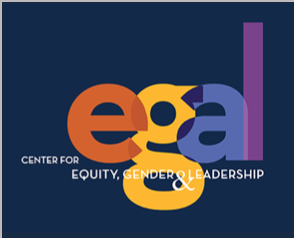 egal
CENTER FOR
EQUITY, GENDER & LEADERSHIP